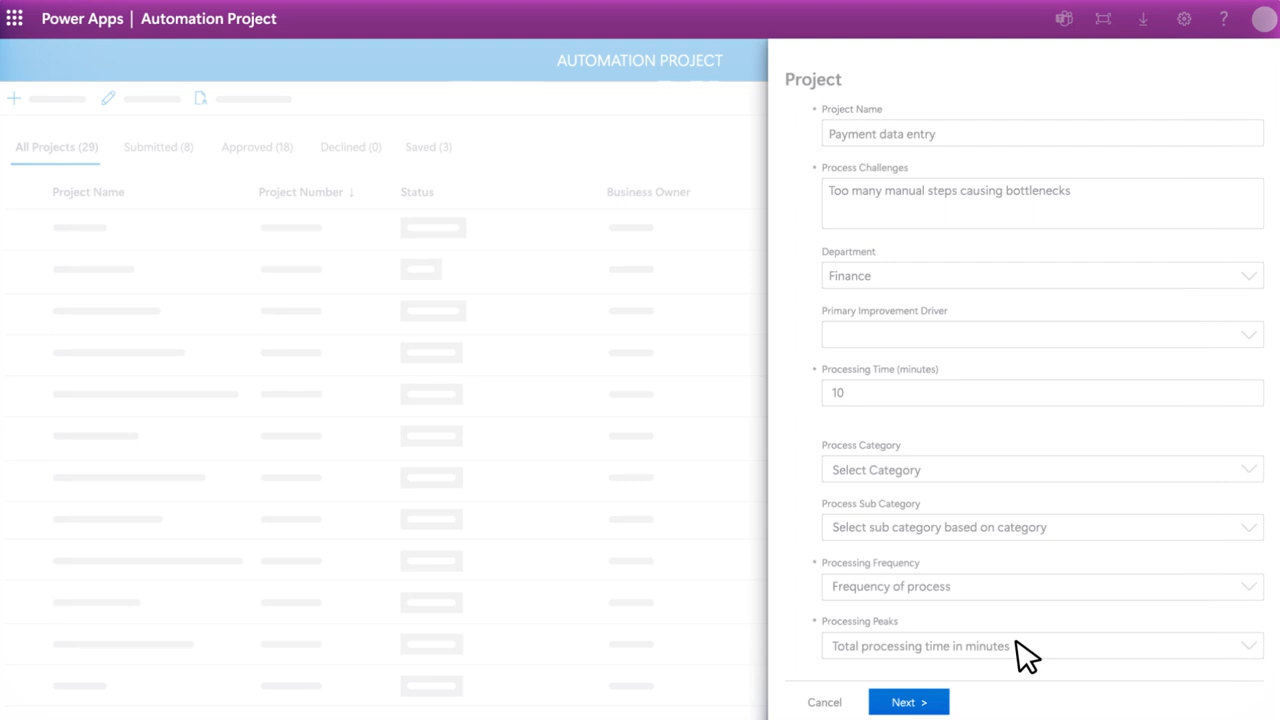 Power Apps | Automation Project
AUTOMATION PROJECT
All Projects (29) Submitted (8) Approved (18) Declined (0) Saved (3)
Project Name Project Number ↓ Status Business Owner
Project
* Project Name
Payment data entry
* Process Challenges
Too many manual steps causing bottlenecks
Department
Finance
Primary Improvement Driver
* Processing Time (minutes)
10
Process Category
Select Category
Process Sub Category
Select sub category based on category
* Processing Frequency
Frequency of process
* Processing Peaks
Total processing time in minutes
Cancel Next >